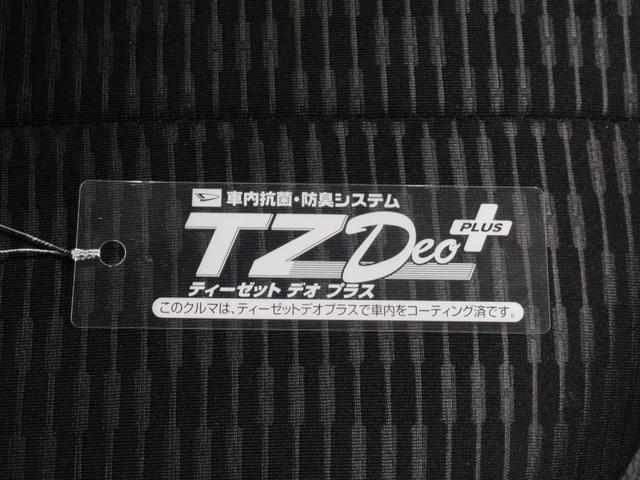 車内抗菌・防臭システム
TZ Deo PLUS
ティーゼット デオ プラス
このクルマは、ティーゼットデオプラスで車内をコーティング済です。